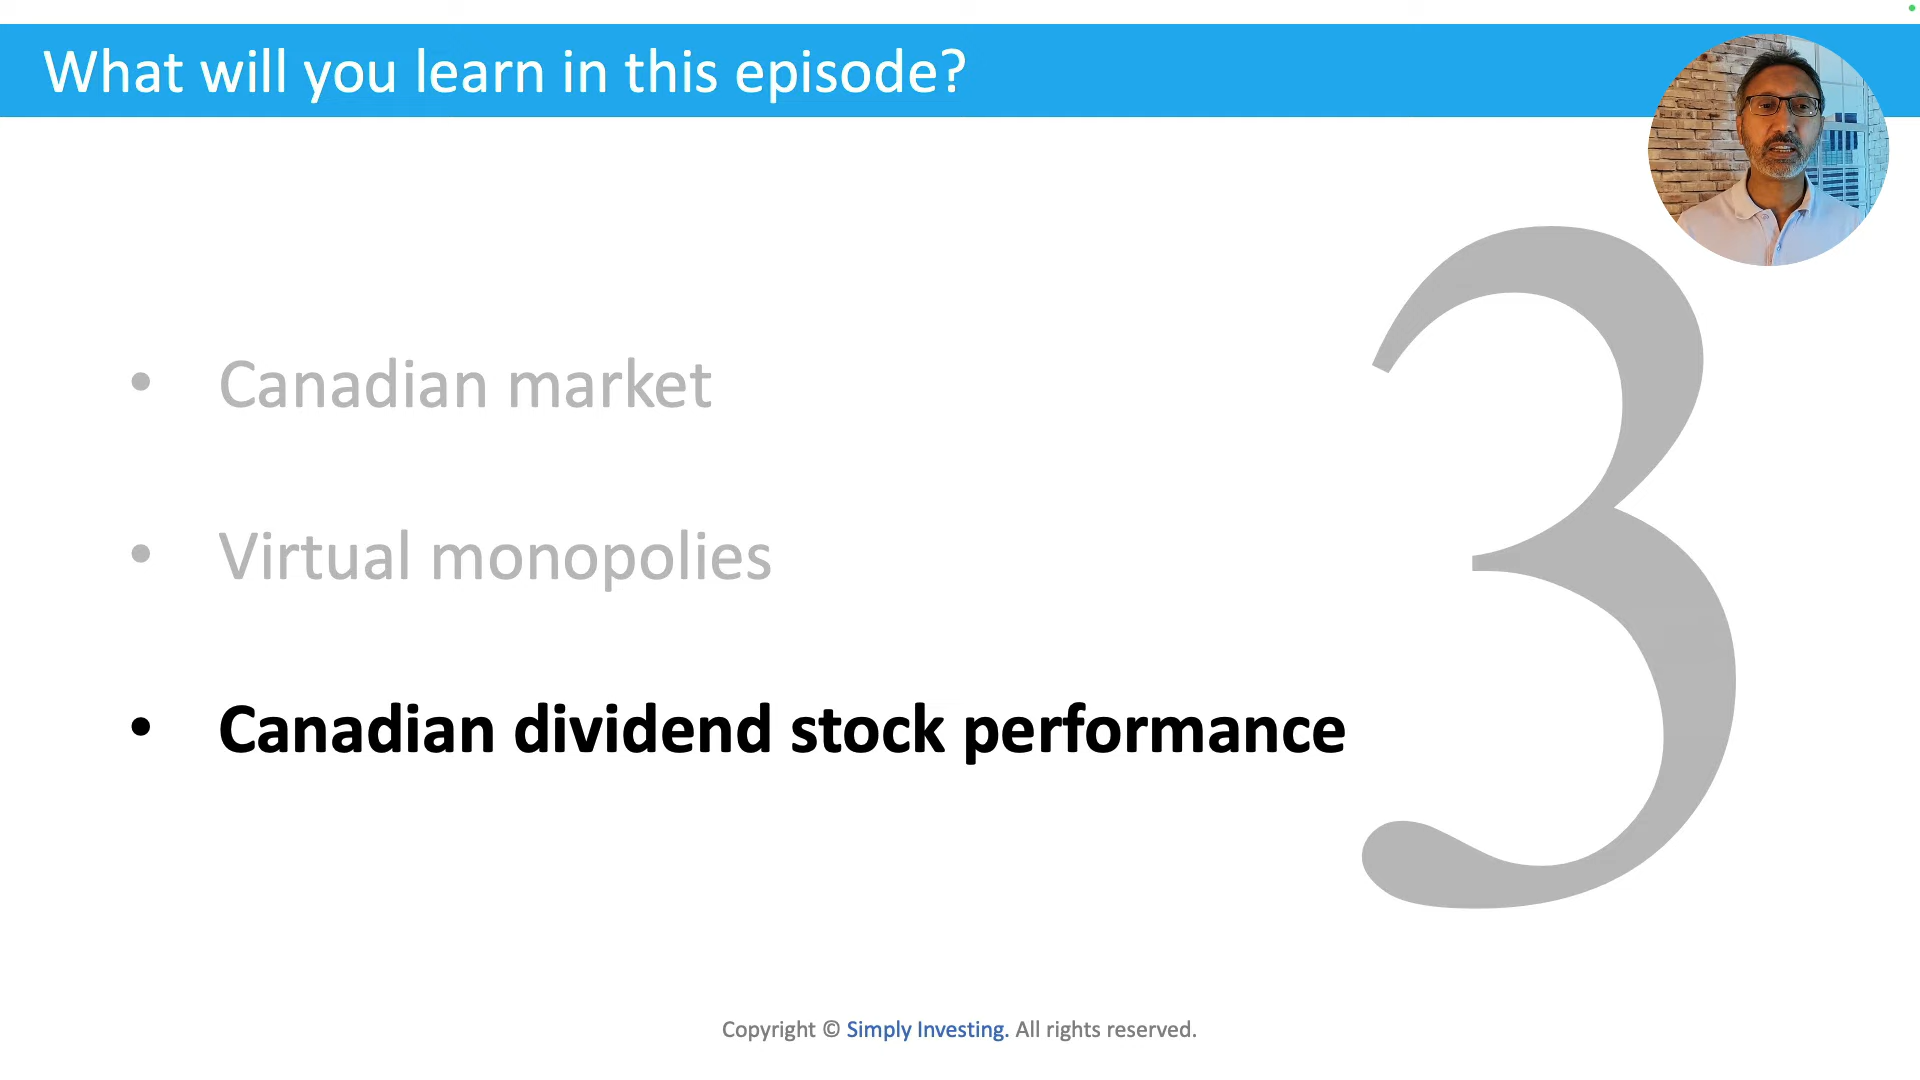 What will you learn in this episode?
• Canadian market
• Virtual monopolies
• Canadian dividend stock performance
3
Copyright © Simply Investing. All rights reserved.